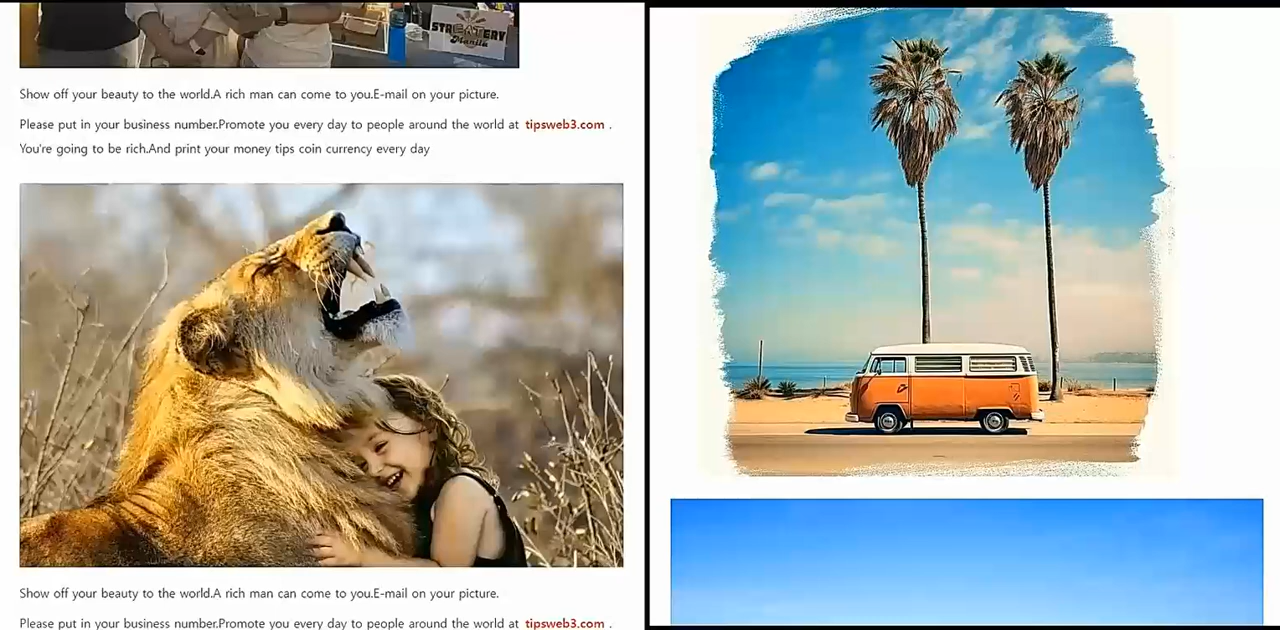 STREATERY
Manila
Show off your beauty to the world.A rich man can come to you.E-mail on your picture.
Please put in your business number.Promote you every day to people around the world at tipsweb3.com .
You're going to be rich.And print your money tips coin currency every day
Show off your beauty to the world.A rich man can come to you.E-mail on your picture.
Please put in your business number.Promote you every day to people around the world at tipsweb3.com .